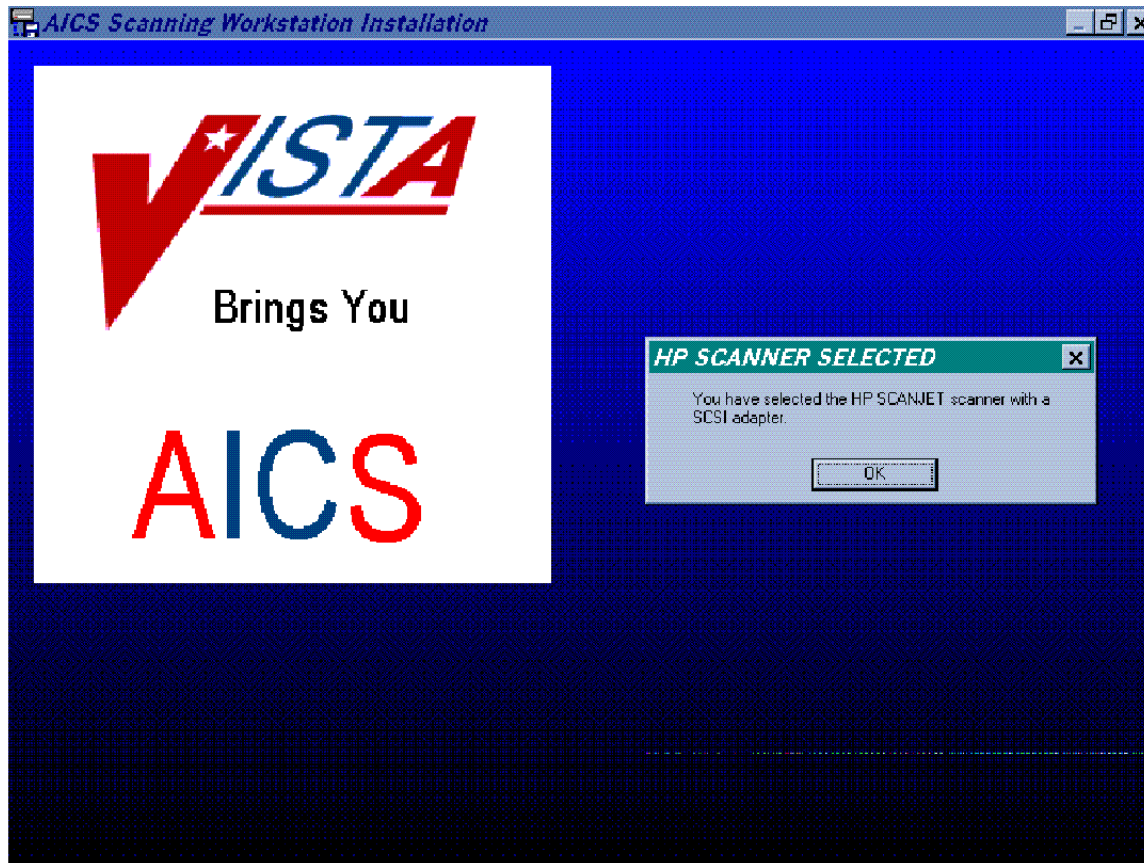 AICS Scanning Workstation Installation
VISTA
Brings You
AICS
HP SCANNER SELECTED
You have selected the HP SCANJET scanner with a
SCSI adapter.
OK